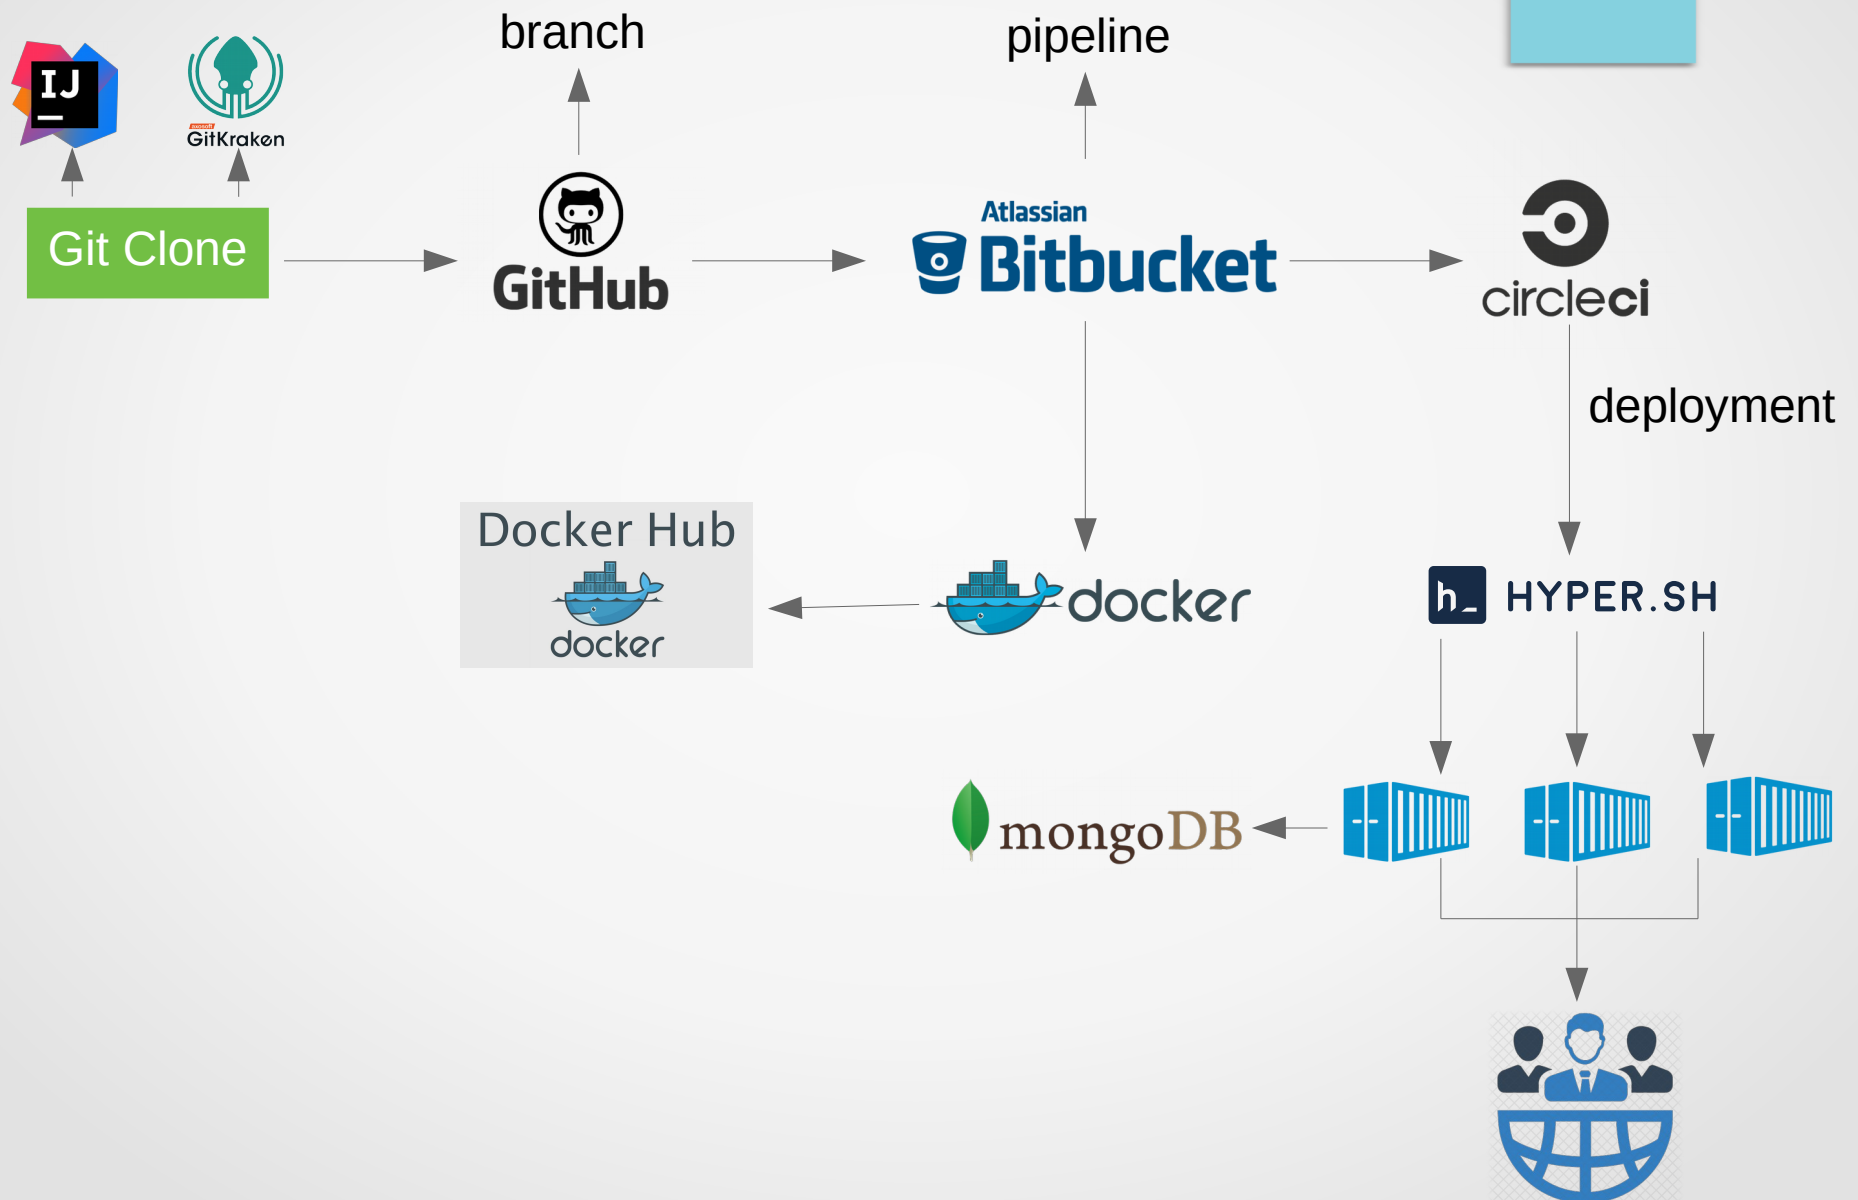 branch
pipeline
IJ
axosoft
GitKraken
Git Clone
GitHub
Atlassian
Bitbucket
circleci
deployment
Docker Hub
docker
docker
h_ HYPER.SH
mongoDB